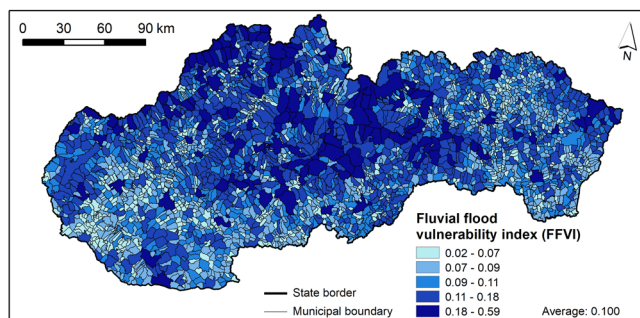 0 30 60 90 km
N
Fluvial flood
vulnerability index (FFVI)
0.02 - 0.07
0.07 - 0.09
0.09 - 0.11
0.11 - 0.18
0.18 - 0.59
State border
Municipal boundary
Average: 0.100